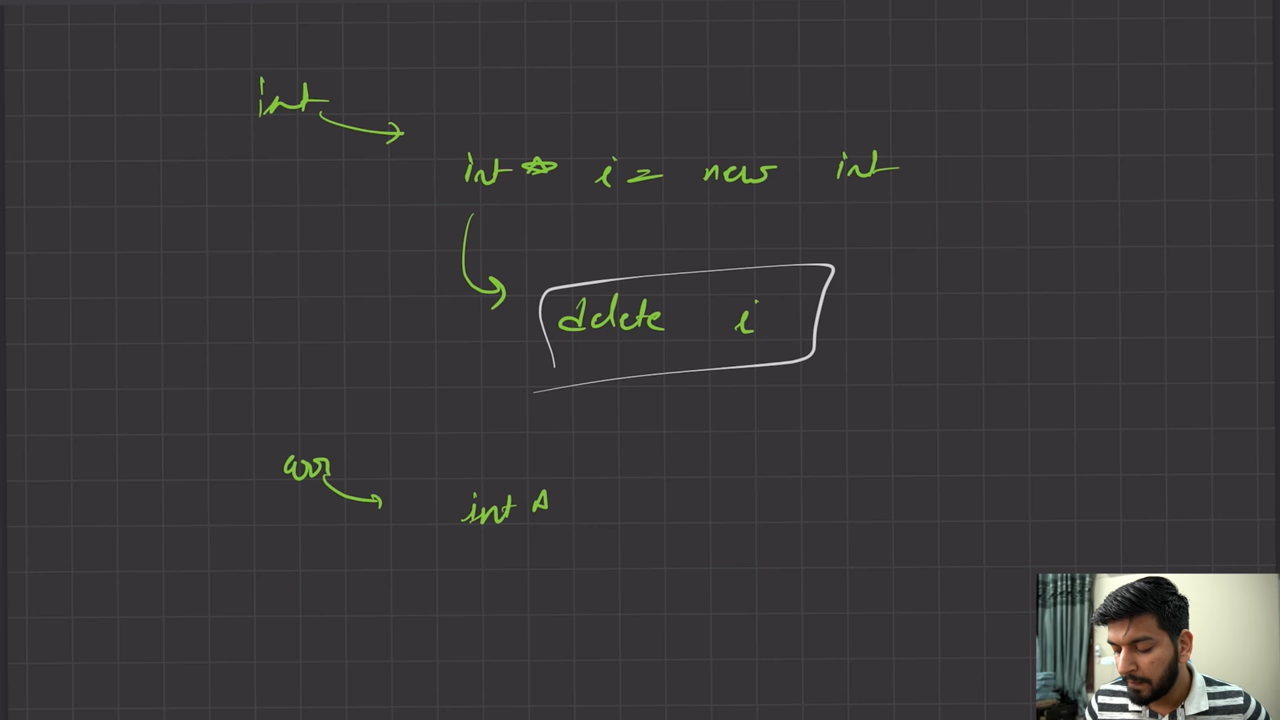 int
int * i = new int
delete i
arr
int